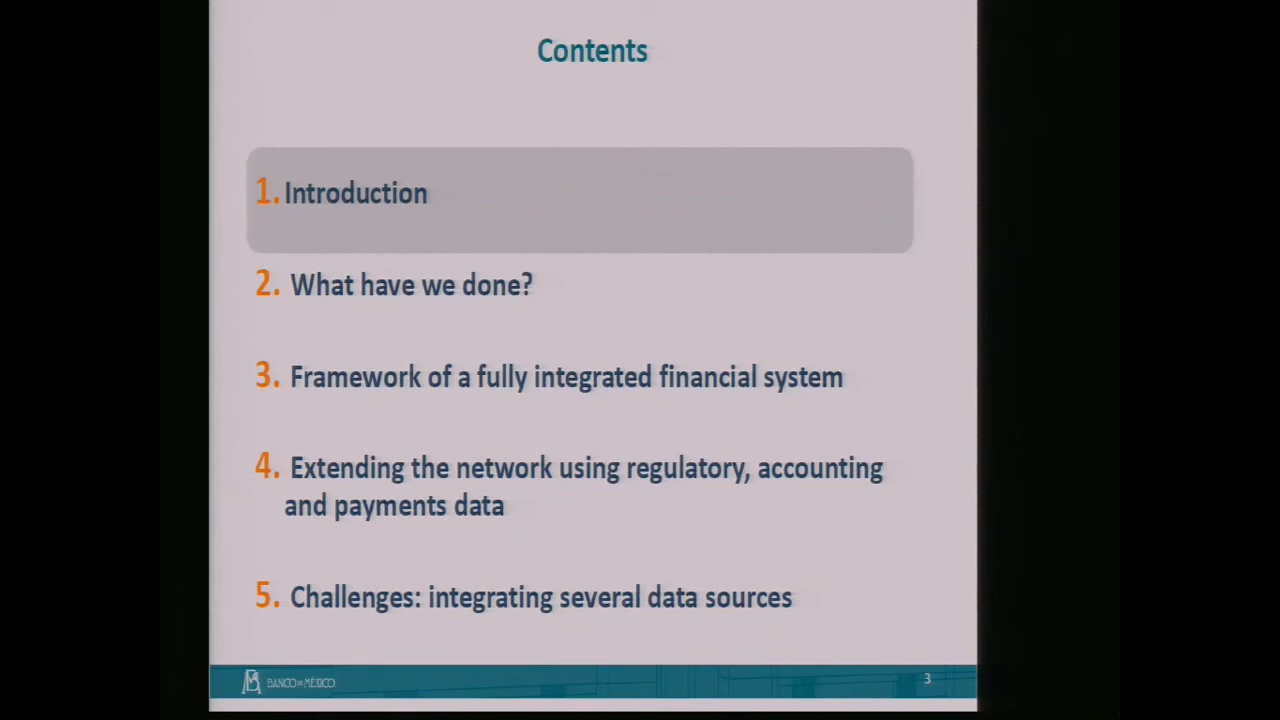 Contents
1. Introduction
2. What have we done?
3. Framework of a fully integrated financial system
4. Extending the network using regulatory, accounting
and payments data
5. Challenges: integrating several data sources
BANCO DE MÉXICO
3